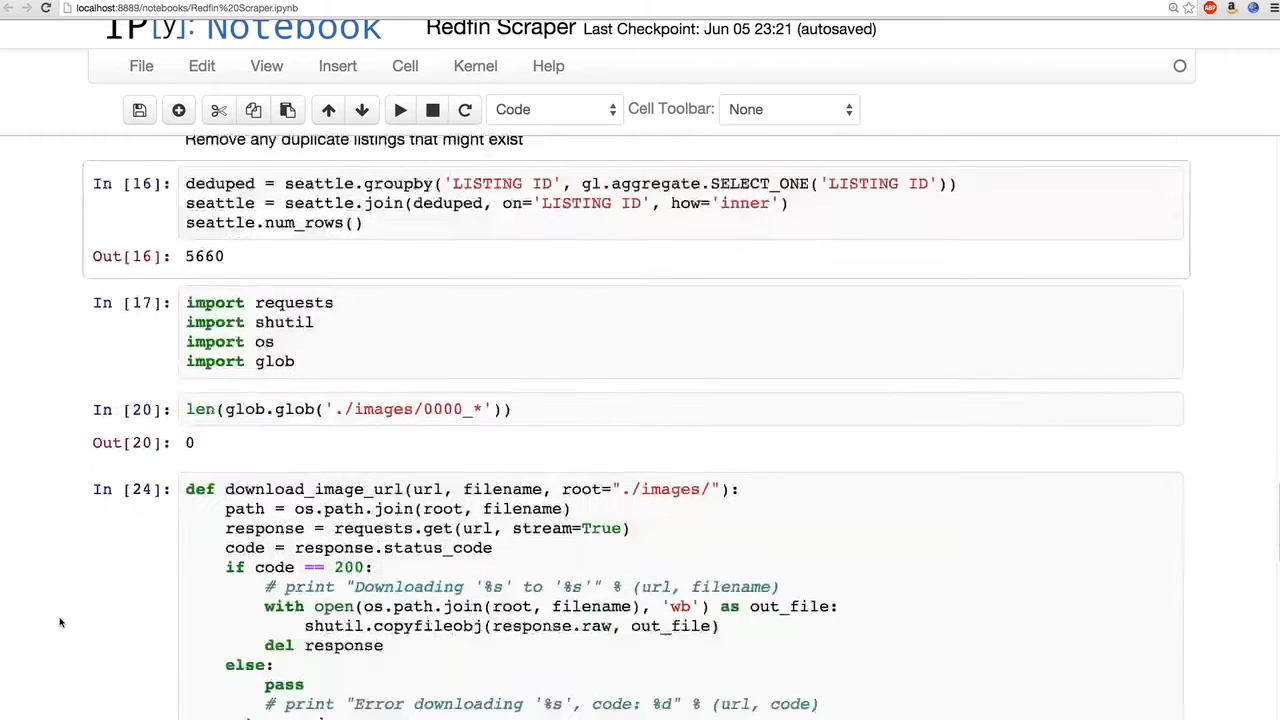 localhost:8889/notebooks/Redfin%20Scraper.ipynb
IP[y]: Notebook Redfin Scraper Last Checkpoint: Jun 05 23:21 (autosaved)
File Edit View Insert Cell Kernel Help
Code Cell Toolbar: None
Remove any duplicate listings that might exist
In [16]: deduped = seattle.groupby('LISTING ID', gl.aggregate.SELECT_ONE('LISTING ID'))
seattle = seattle.join(deduped, on='LISTING ID', how='inner')
seattle.num_rows()
Out[16]: 5660
In [17]: import requests
import shutil
import os
import glob
In [20]: len(glob.glob('./images/0000_*'))
Out[20]: 0
In [24]: def download_image_url(url, filename, root="./images/"):
path = os.path.join(root, filename)
response = requests.get(url, stream=True)
code = response.status_code
if code == 200:
# print "Downloading '%s' to '%s'" % (url, filename)
with open(os.path.join(root, filename), 'wb') as out_file:
shutil.copyfileobj(response.raw, out_file)
del response
else:
pass
# print "Error downloading '%s', code: %d" % (url, code)